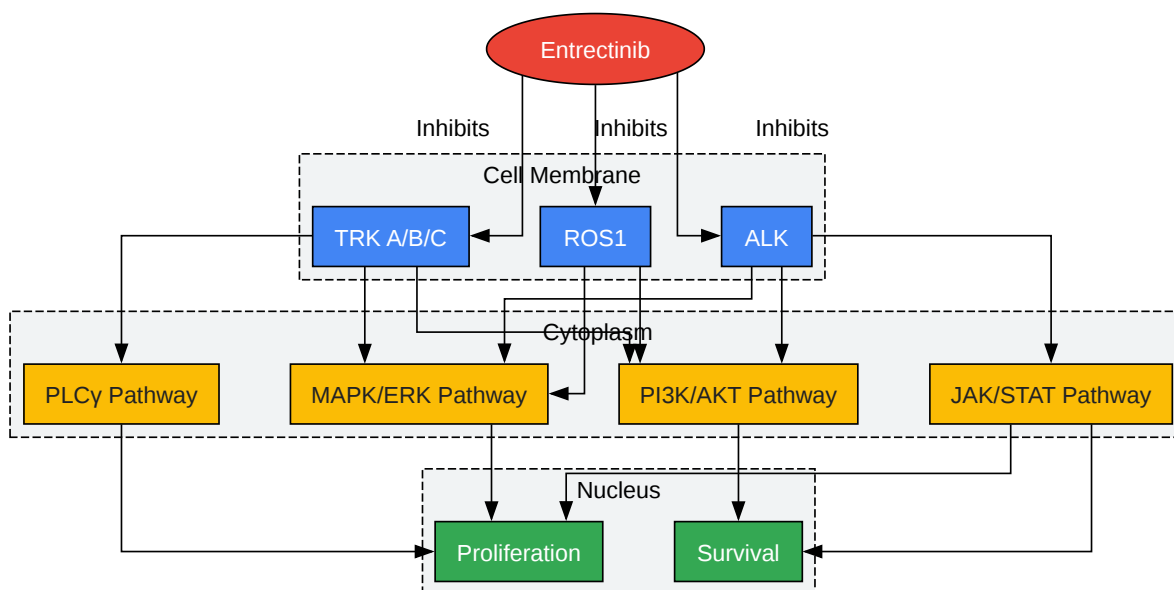 Entrectinib
Inhibits
Inhibits
Inhibits
Cell Membrane
TRK A/B/C
ROS1
ALK
Cytoplasm
PLCγ Pathway
MAPK/ERK Pathway
PI3K/AKT Pathway
JAK/STAT Pathway
Nucleus
Proliferation
Survival